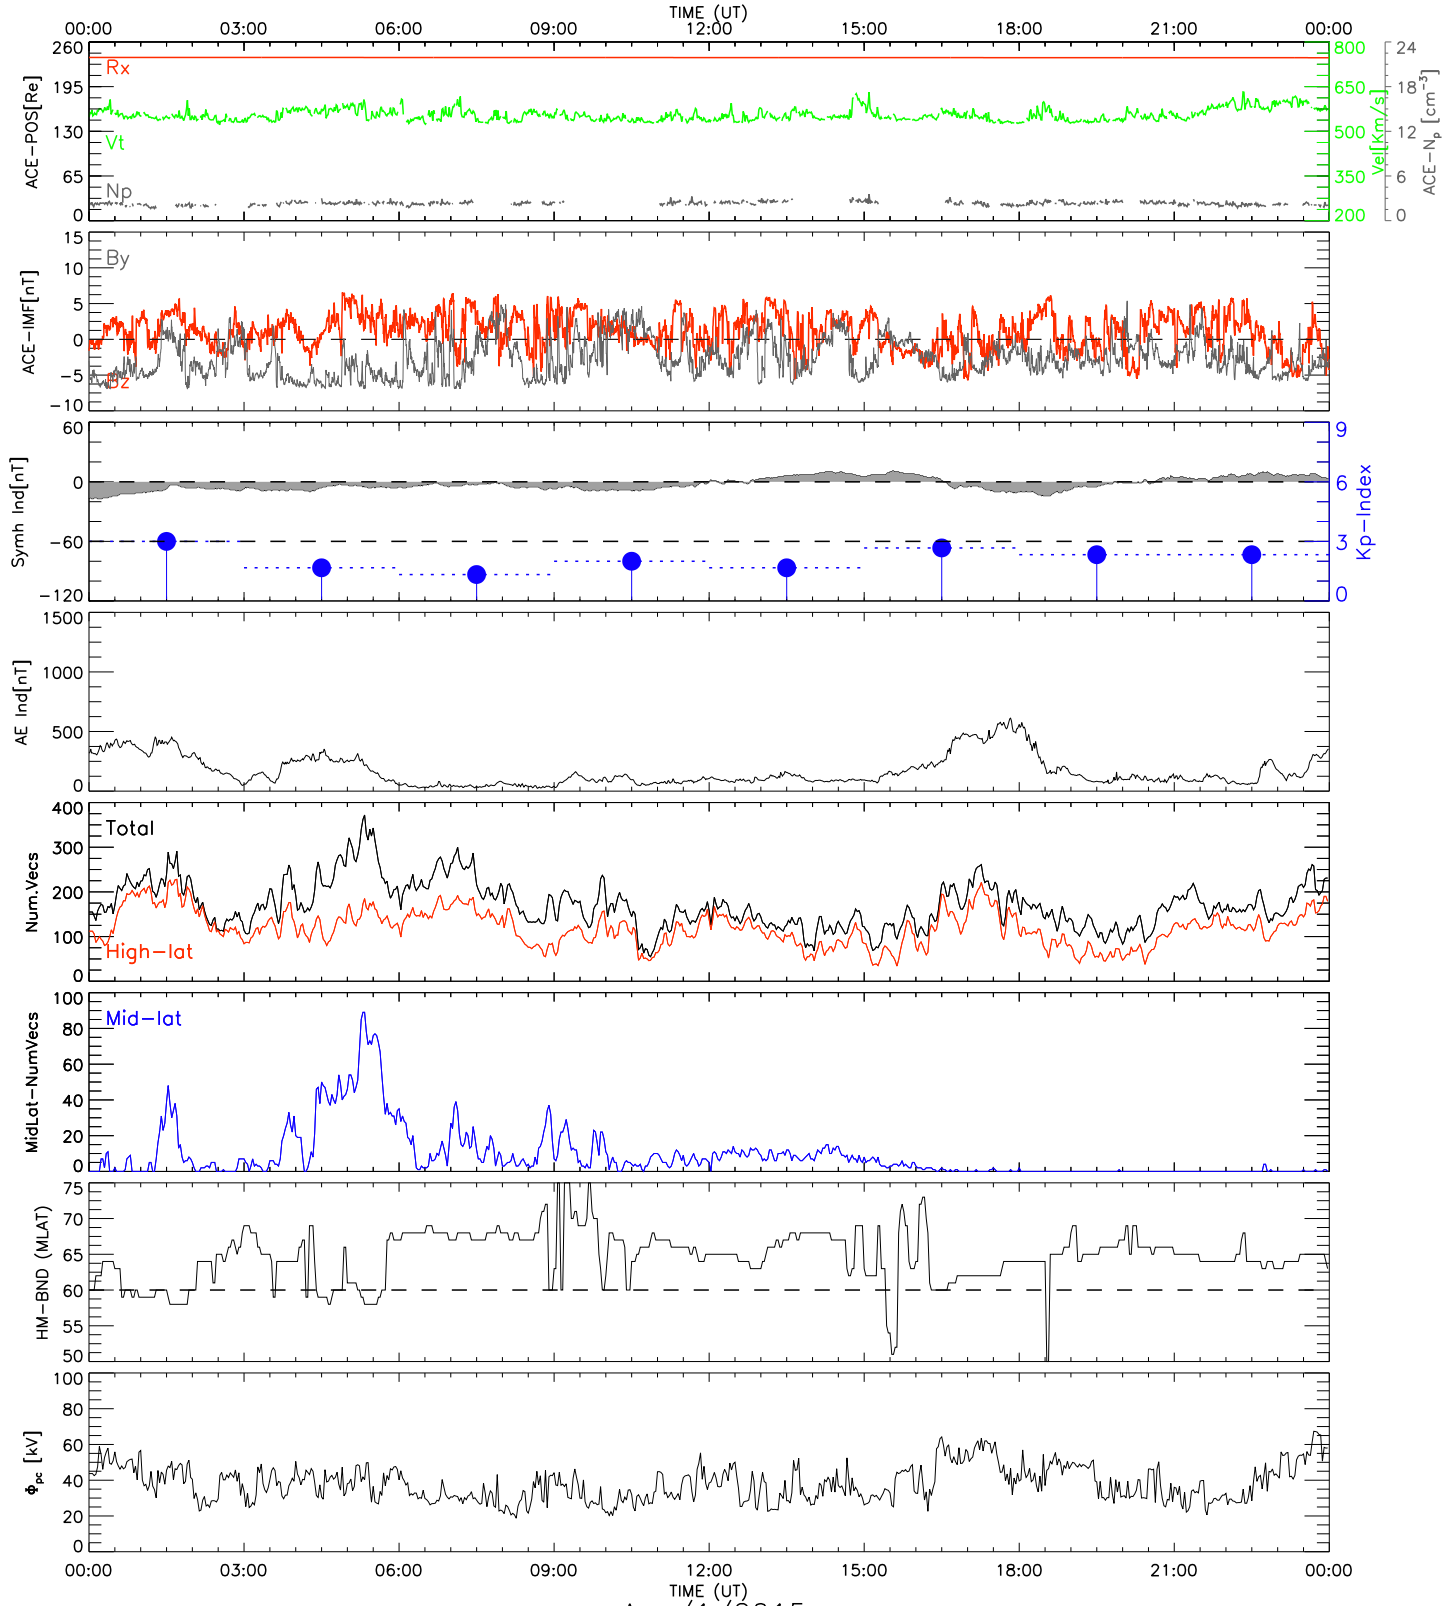 TIME (UT)
00:00 03:00 06:00 09:00 12:00 15:00 18:00 21:00 00:00
260
195
130
65
0
ACE-POS[Re]
Rx
Vt
Np
800
650
500
350
200
Vel[Km/s]
24
18
12
6
0
ACE-Np [cm⁻³]
15
10
5
0
-5
-10
ACE-IMF[nT]
By
Bz
60
0
-60
-120
Symh Ind[nT]
9
6
3
0
Kp-Index
1500
1000
500
0
AE Ind[nT]
400
300
200
100
0
Num.Vecs
Total
High-lat
100
80
60
40
20
0
MidLat-NumVecs
Mid-lat
75
70
65
60
55
50
HM-BND (MLAT)
100
80
60
40
20
0
Φpc [kV]
00:00 03:00 06:00 09:00 12:00 15:00 18:00 21:00 00:00
TIME (UT)